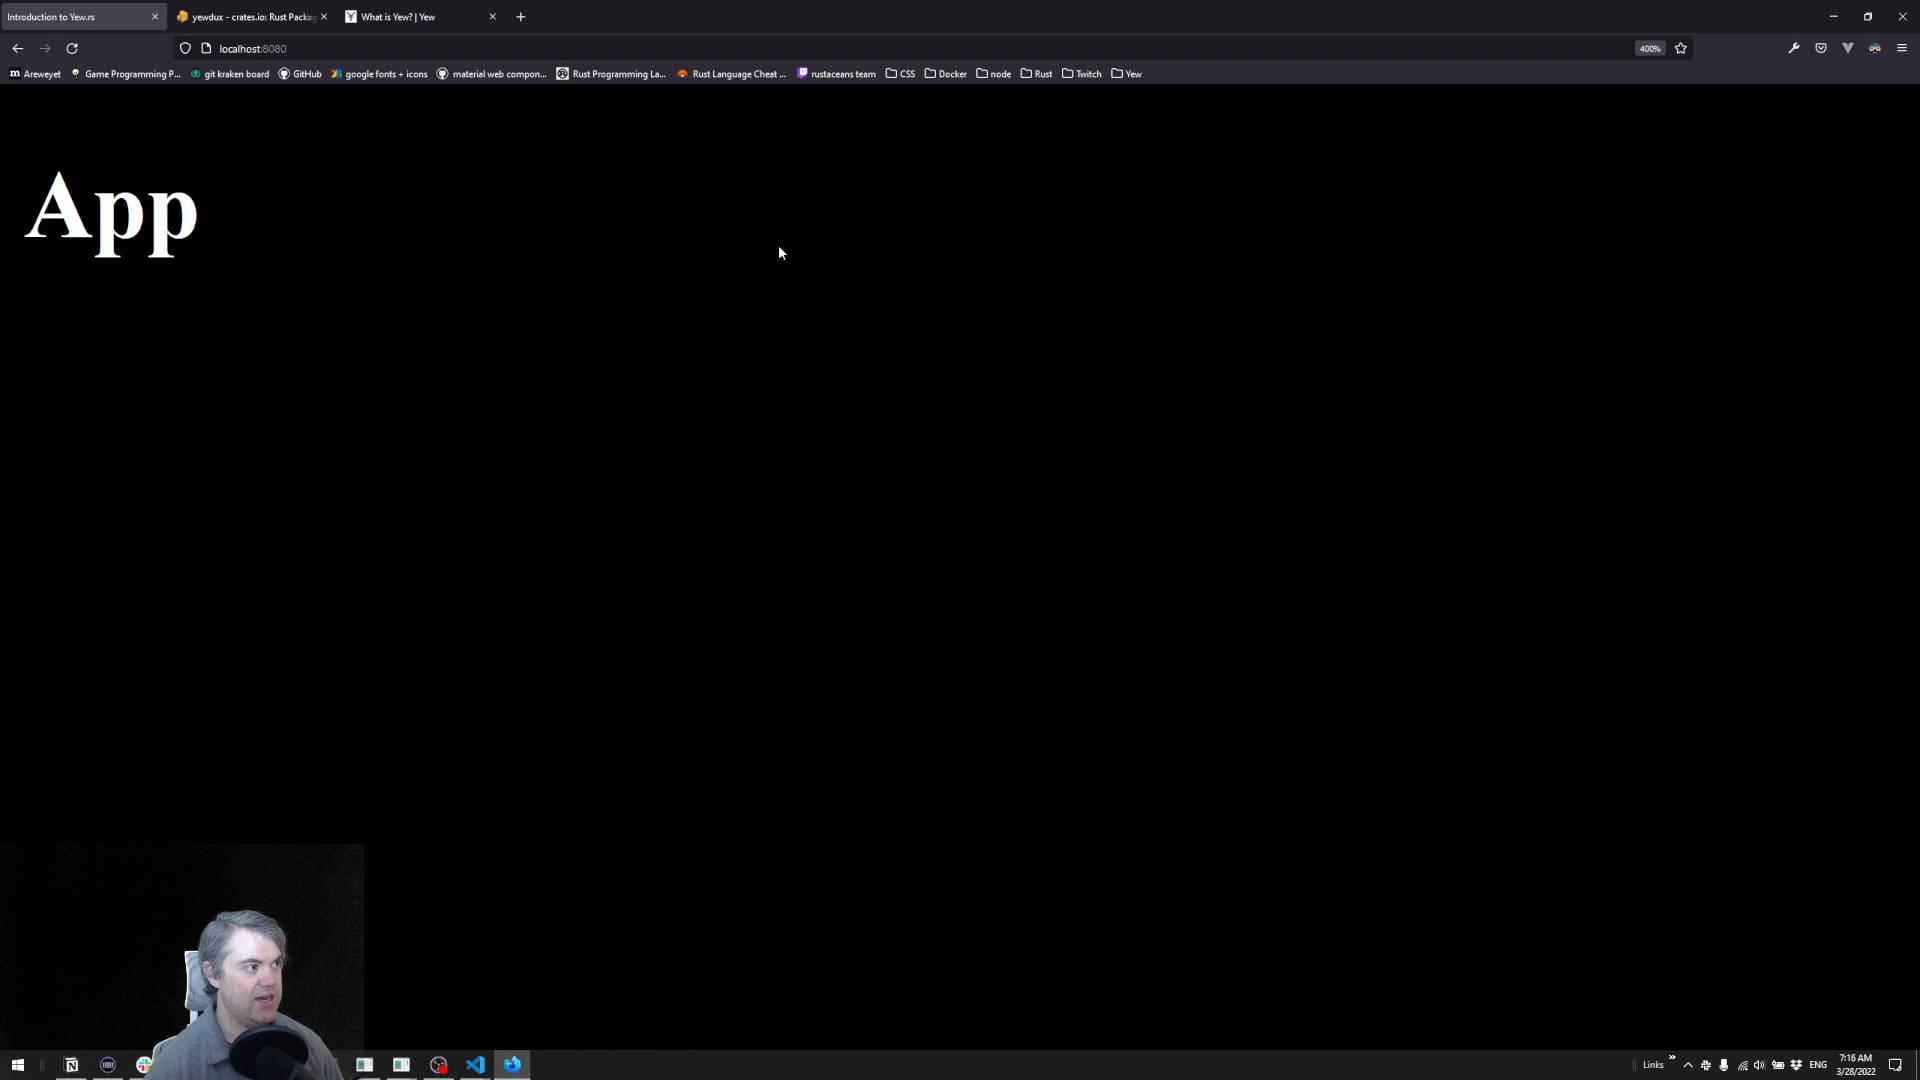 Introduction to Yew.rs
yewdux - crates.io: Rust Packag
What is Yew? | Yew
localhost:8080
400%
Areweyet
Game Programming P...
git kraken board
GitHub
google fonts + icons
material web compon...
Rust Programming La...
Rust Language Cheat ...
rustaceans team
CSS
Docker
node
Rust
Twitch
Yew
App
Links
ENG
7:16 AM
3/28/2022